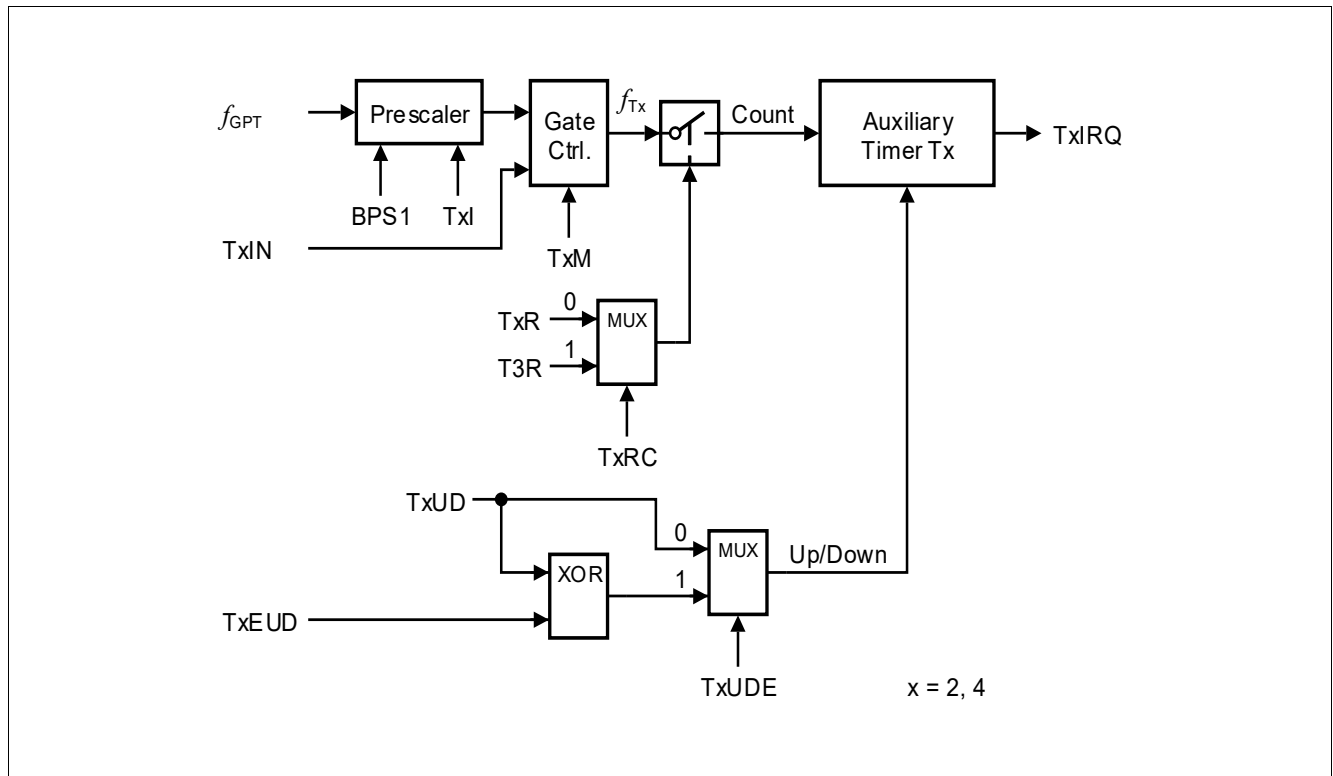 fGPT
Prescaler
BPS1
TxI
TxIN
Gate
Ctrl.
TxM
fTx
Count
Auxiliary
Timer Tx
TxIRQ
TxR
0
T3R
1
MUX
TxRC
TxUD
TxEUD
XOR
0
1
MUX
Up/Down
TxUDE
x = 2, 4